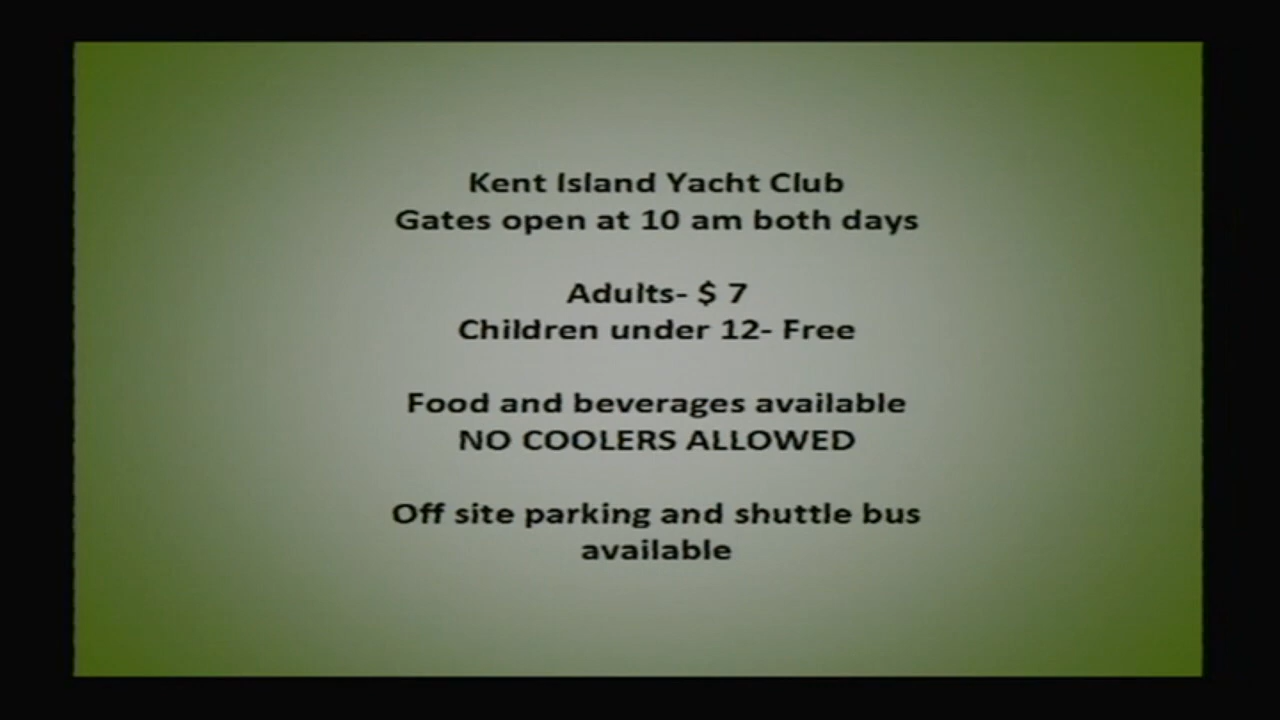 Kent Island Yacht Club
Gates open at 10 am both days
Adults- $ 7
Children under 12- Free
Food and beverages available
NO COOLERS ALLOWED
Off site parking and shuttle bus
available